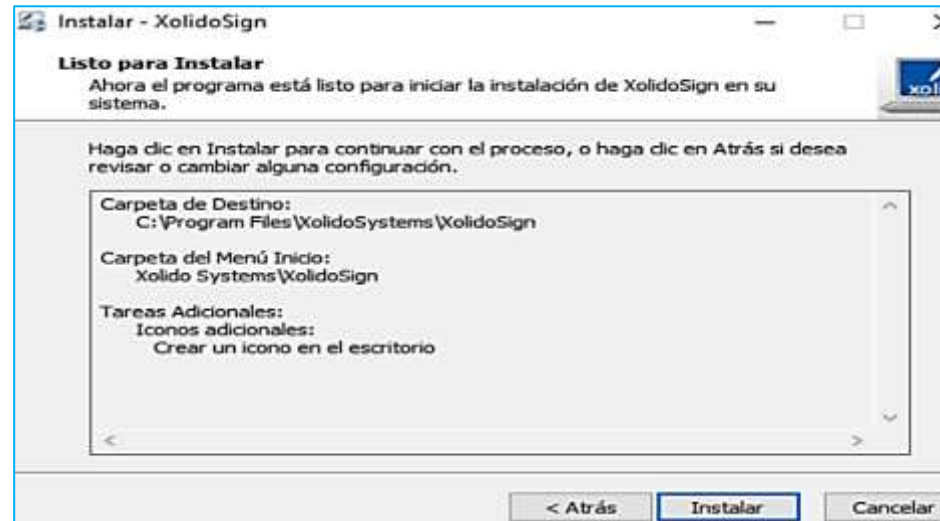 Instalar - XolidoSign
Listo para Instalar
Ahora el programa está listo para iniciar la instalación de XolidoSign en su
sistema.
Haga clic en Instalar para continuar con el proceso, o haga clic en Atrás si desea
revisar o cambiar alguna configuración.
Carpeta de Destino:
C:\Program Files\XolidoSystems\XolidoSign
Carpeta del Menú Inicio:
Xolido Systems\XolidoSign
Tareas Adicionales:
Iconos adicionales:
Crear un icono en el escritorio
< Atrás
Instalar
Cancelar